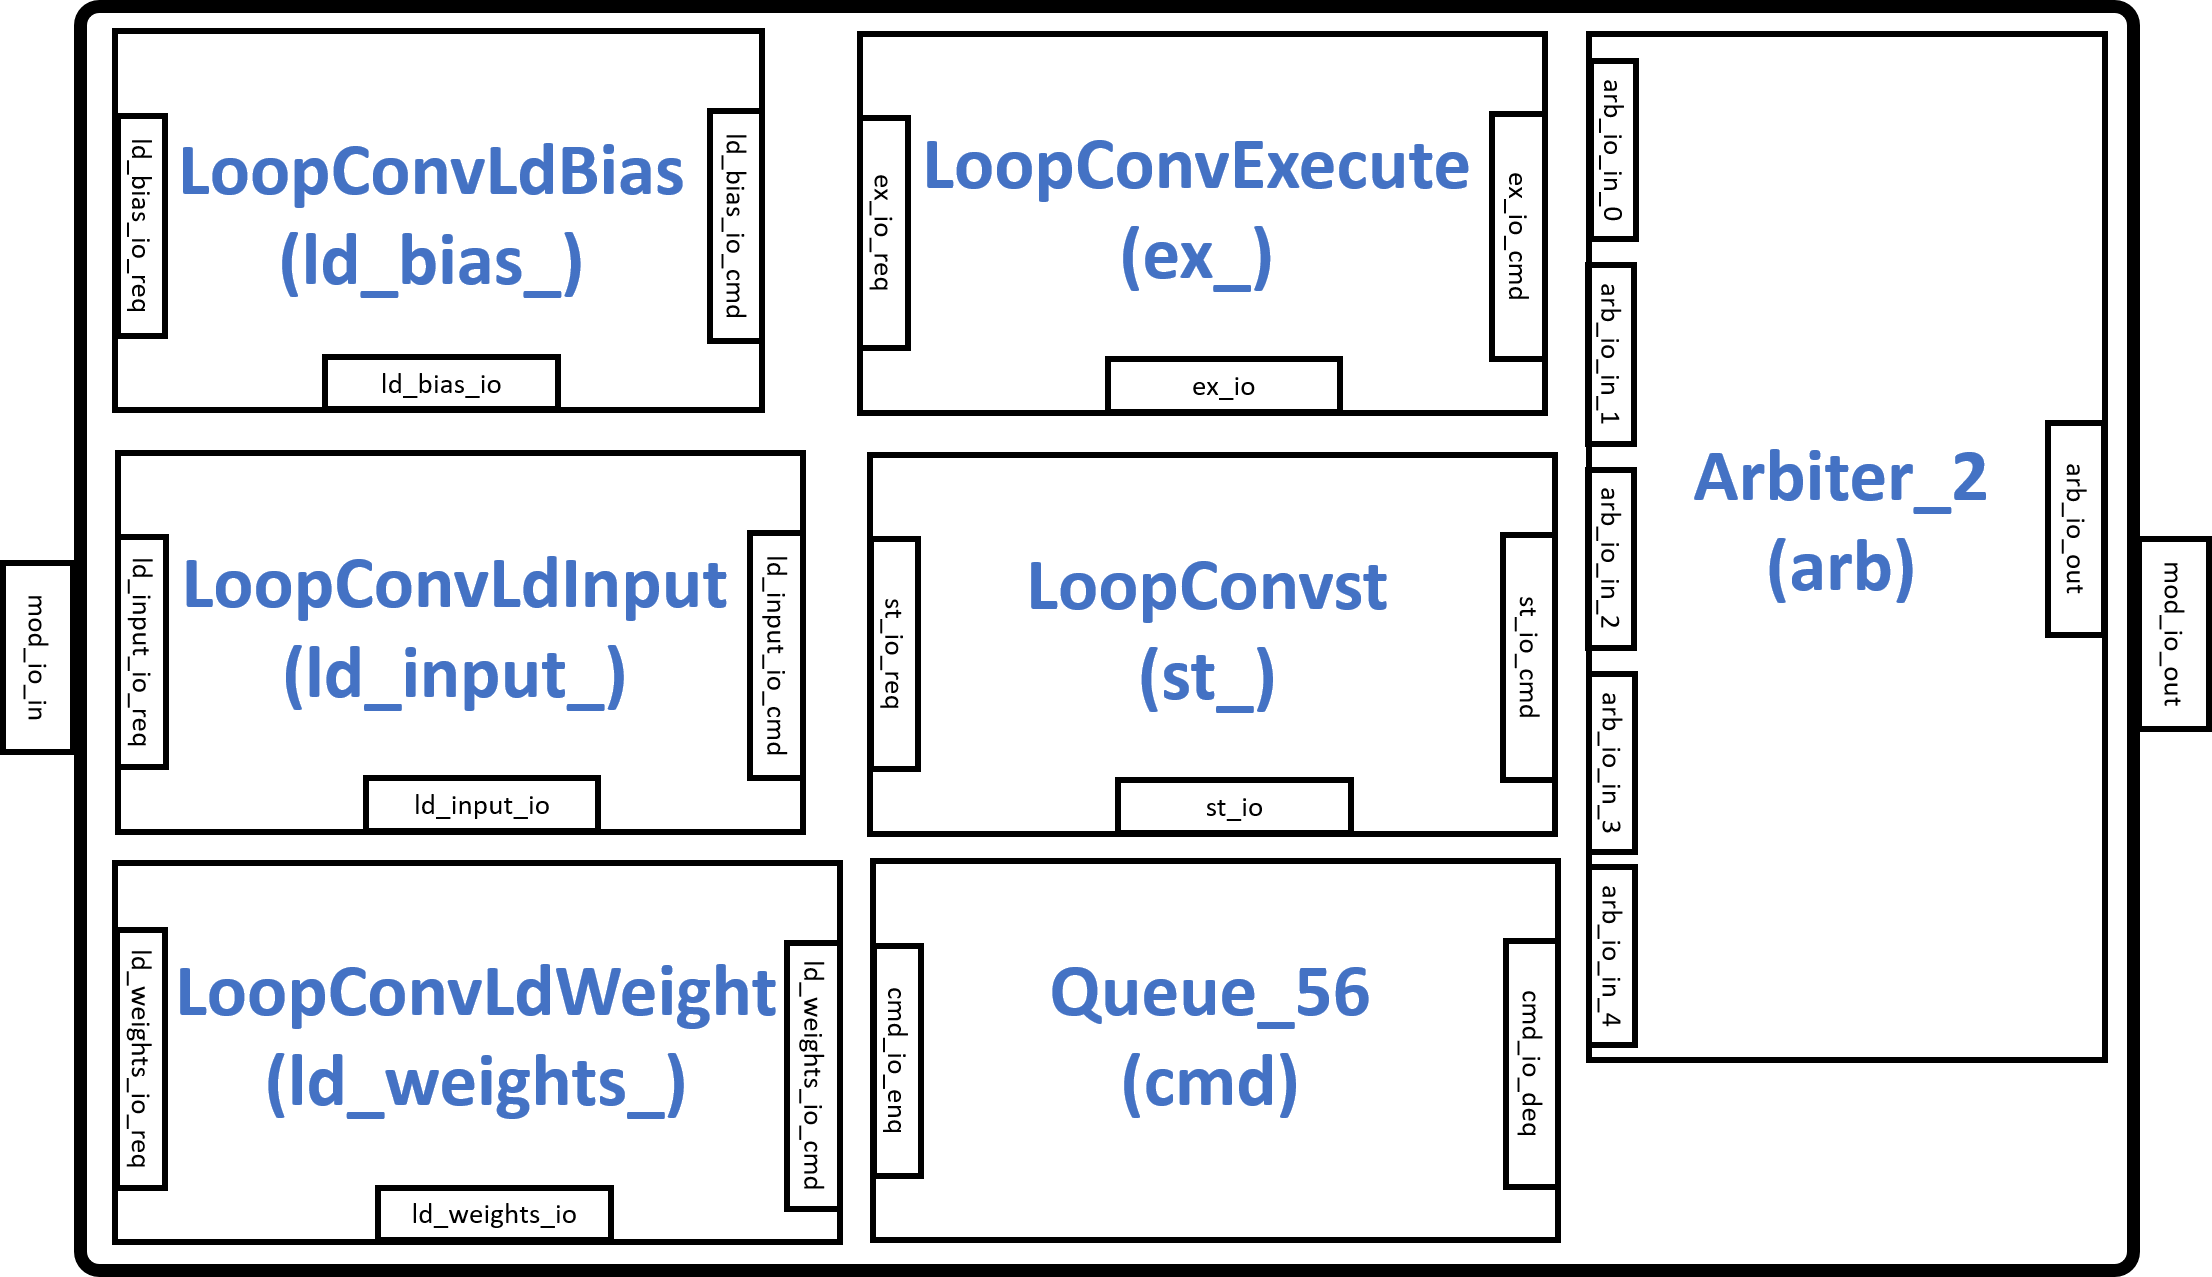 mod_io_in
ld_bias_io_req
LoopConvLdBias
(ld_bias_)
ld_bias_io_cmd
ld_bias_io
ex_io_req
LoopConvExecute
(ex_)
ex_io_cmd
ex_io
ld_input_io_req
LoopConvLdInput
(ld_input_)
ld_input_io_cmd
ld_input_io
st_io_req
LoopConvst
(st_)
st_io_cmd
st_io
ld_weights_io_req
LoopConvLdWeight
(ld_weights_)
ld_weights_io_cmd
ld_weights_io
cmd_io_enq
Queue_56
(cmd)
cmd_io_deq
arb_io_in_0
arb_io_in_1
arb_io_in_2
arb_io_in_3
arb_io_in_4
Arbiter_2
(arb)
arb_io_out
mod_io_out